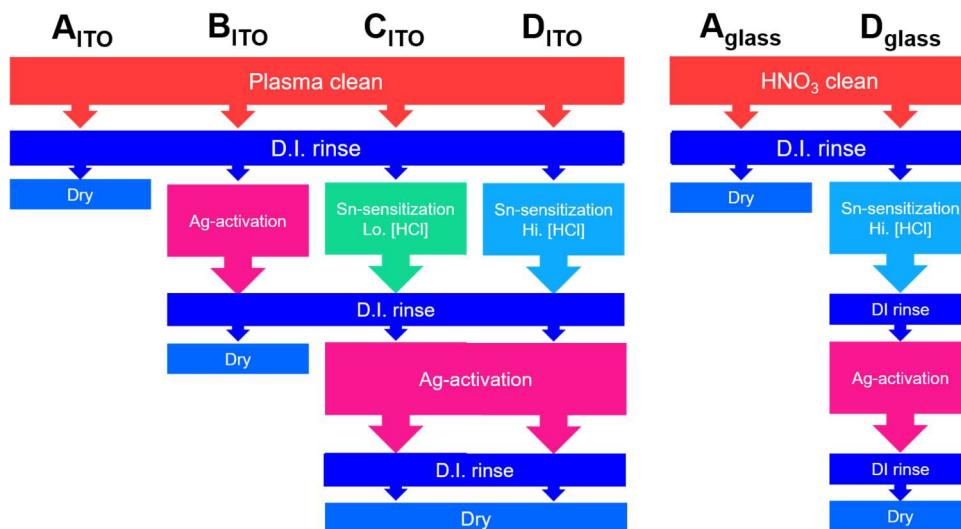 A_ITO B_ITO C_ITO D_ITO A_glass D_glass
Plasma clean HNO₃ clean
D.I. rinse D.I. rinse
Dry Ag-activation Sn-sensitization Sn-sensitization Dry Sn-sensitization
Lo. [HCl] Hi. [HCl] Hi. [HCl]
D.I. rinse DI rinse
Dry Ag-activation Ag-activation
D.I. rinse DI rinse
Dry Dry